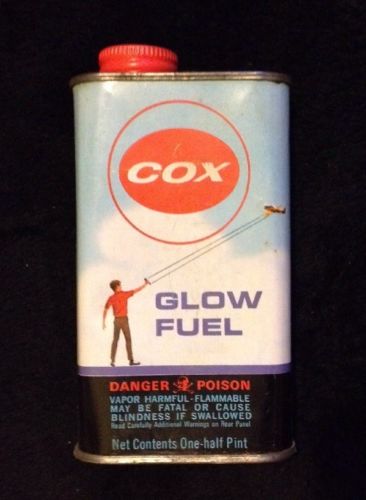 COX
GLOW
FUEL
DANGER POISON
VAPOR HARMFUL-FLAMMABLE
MAY BE FATAL OR CAUSE
BLINDNESS IF SWALLOWED
Read Carefully Additional Warnings on Rear Panel
Net Contents One-half Pint